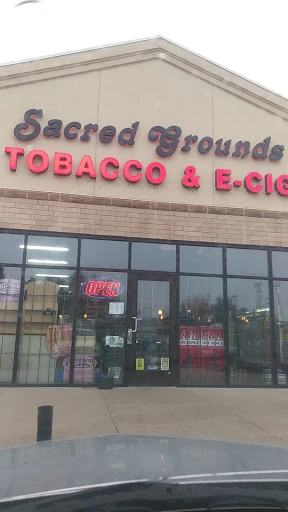 Sacred Grounds
TOBACCO & E-CIG
OPEN